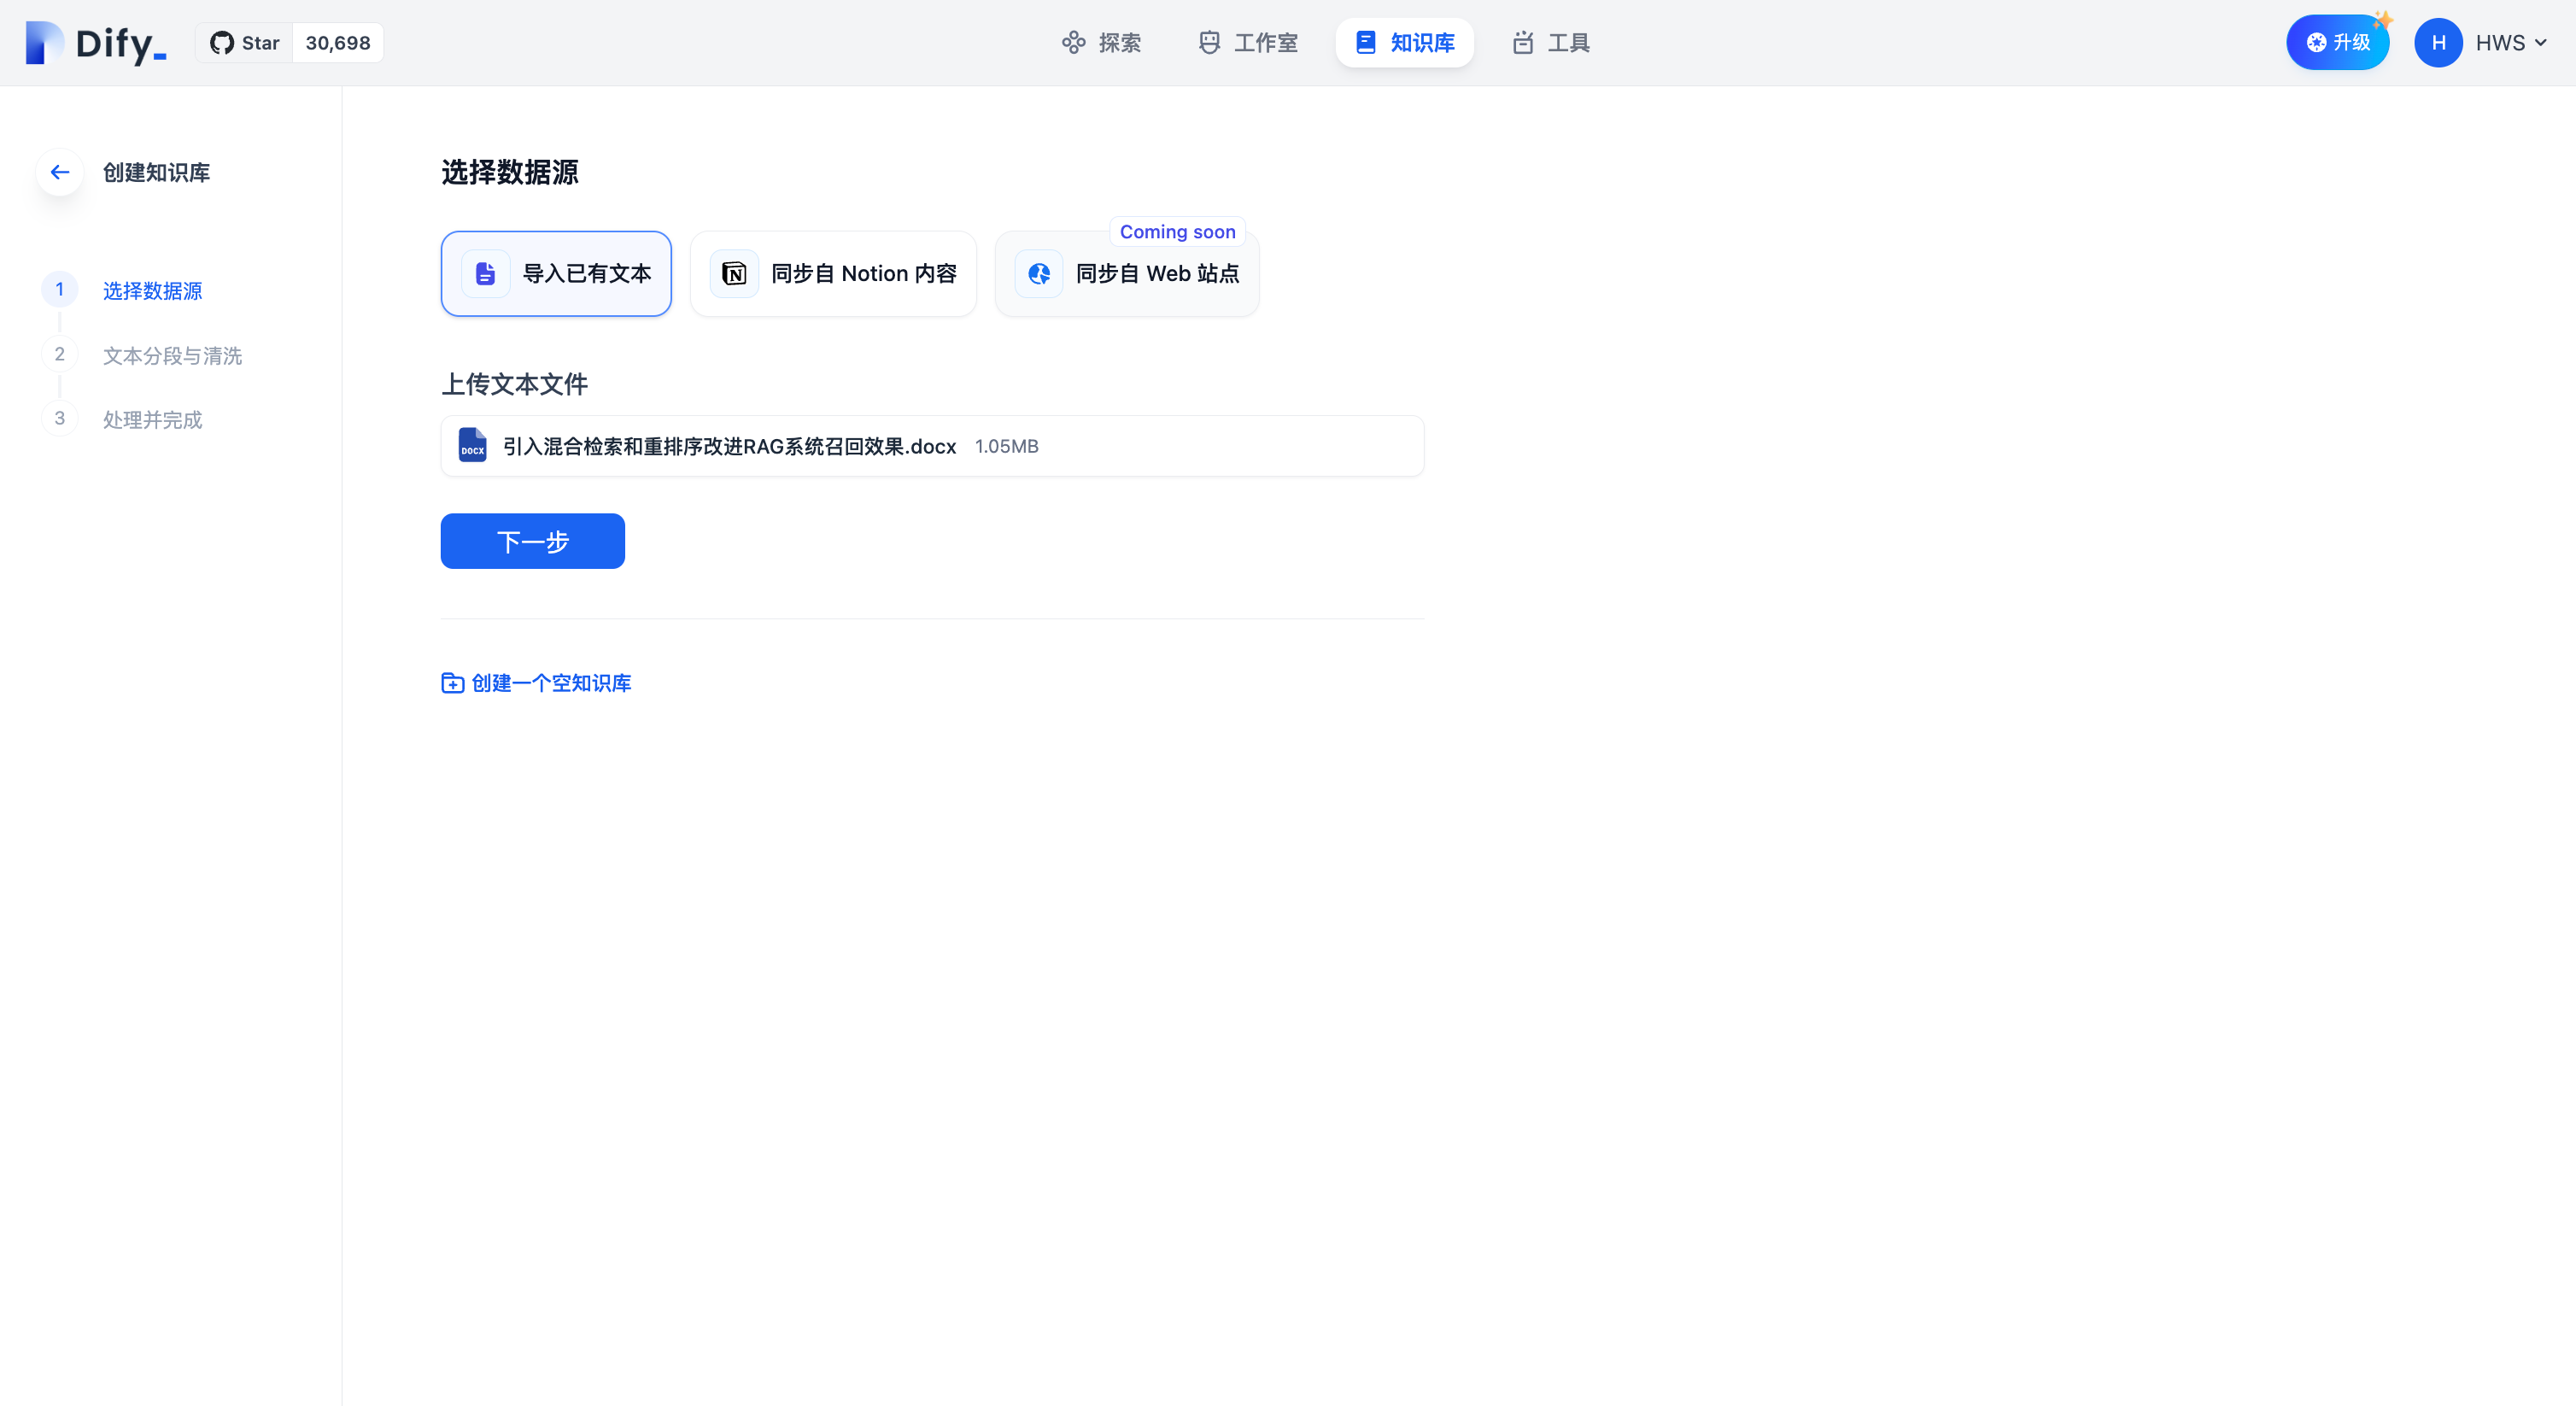 Dify_
Star 30,698
探索 工作室 知识库 工具
升级
H HWS
创建知识库
1 选择数据源
2 文本分段与清洗
3 处理并完成
选择数据源
导入已有文本
同步自 Notion 内容
Coming soon
同步自 Web 站点
上传文本文件
DOCX 引入混合检索和重排序改进RAG系统召回效果.docx 1.05MB
下一步
创建一个空知识库